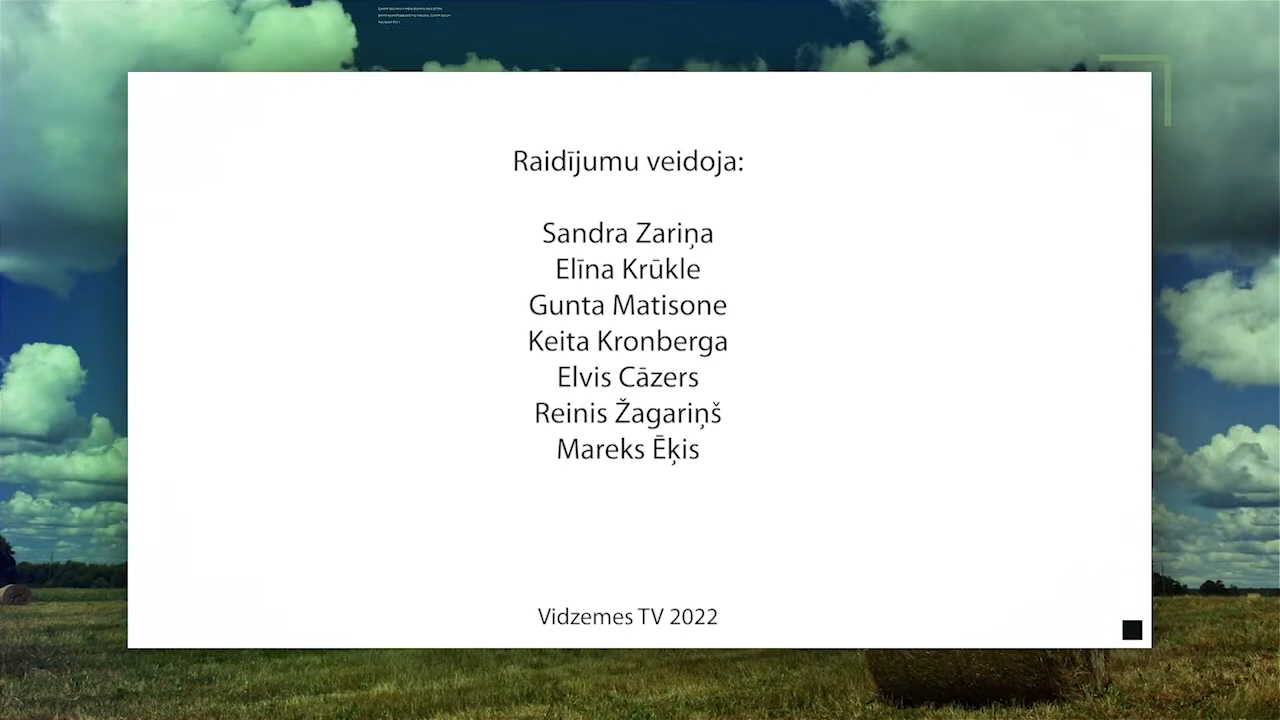 Raidījumu veidoja:
Sandra Zariņa
Elīna Krūkle
Gunta Matisone
Keita Kronberga
Elvis Cāzers
Reinis Žagariņš
Mareks Ēķis
Vidzemes TV 2022